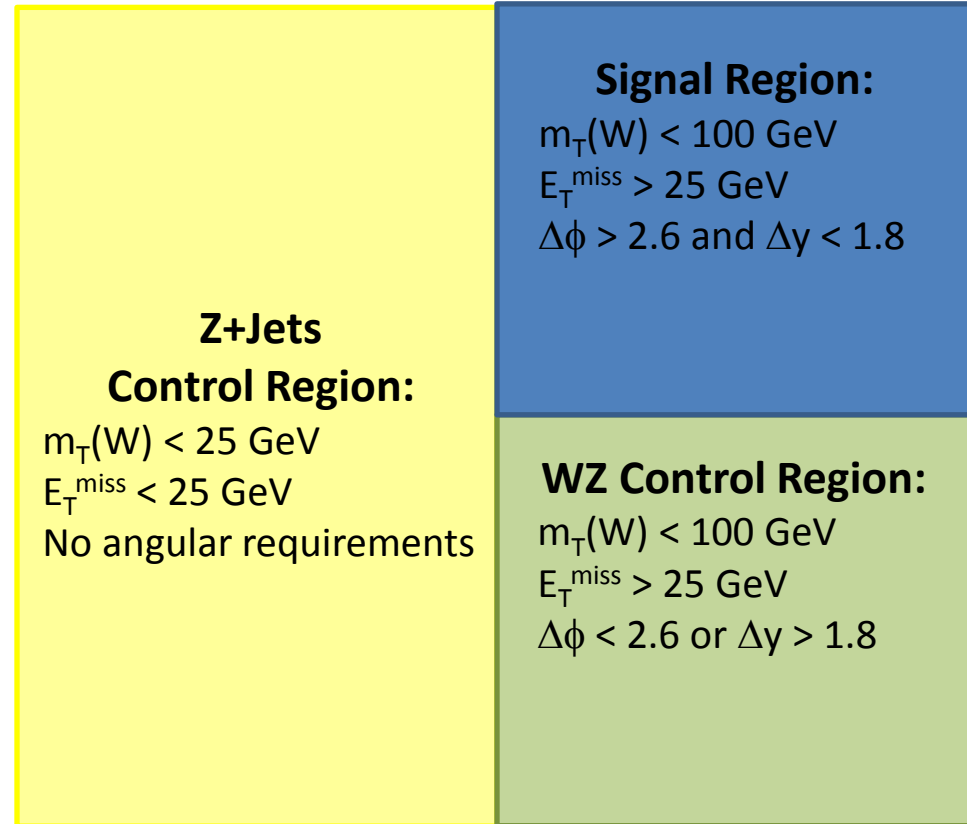 Z+Jets
Control Region:
m_T(W) < 25 GeV
E_T^miss < 25 GeV
No angular requirements
Signal Region:
m_T(W) < 100 GeV
E_T^miss > 25 GeV
Δϕ > 2.6 and Δy < 1.8
WZ Control Region:
m_T(W) < 100 GeV
E_T^miss > 25 GeV
Δϕ < 2.6 or Δy > 1.8